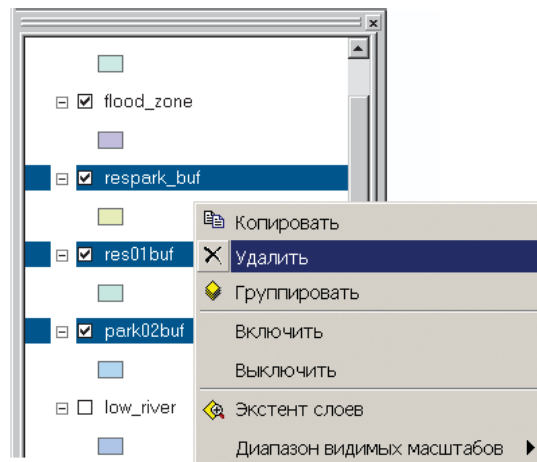 flood_zone
respark_buf
Копировать
res01buf
Удалить
Группировать
park02buf
Включить
Выключить
low_river
Экстент слоев
Диапазон видимых масштабов